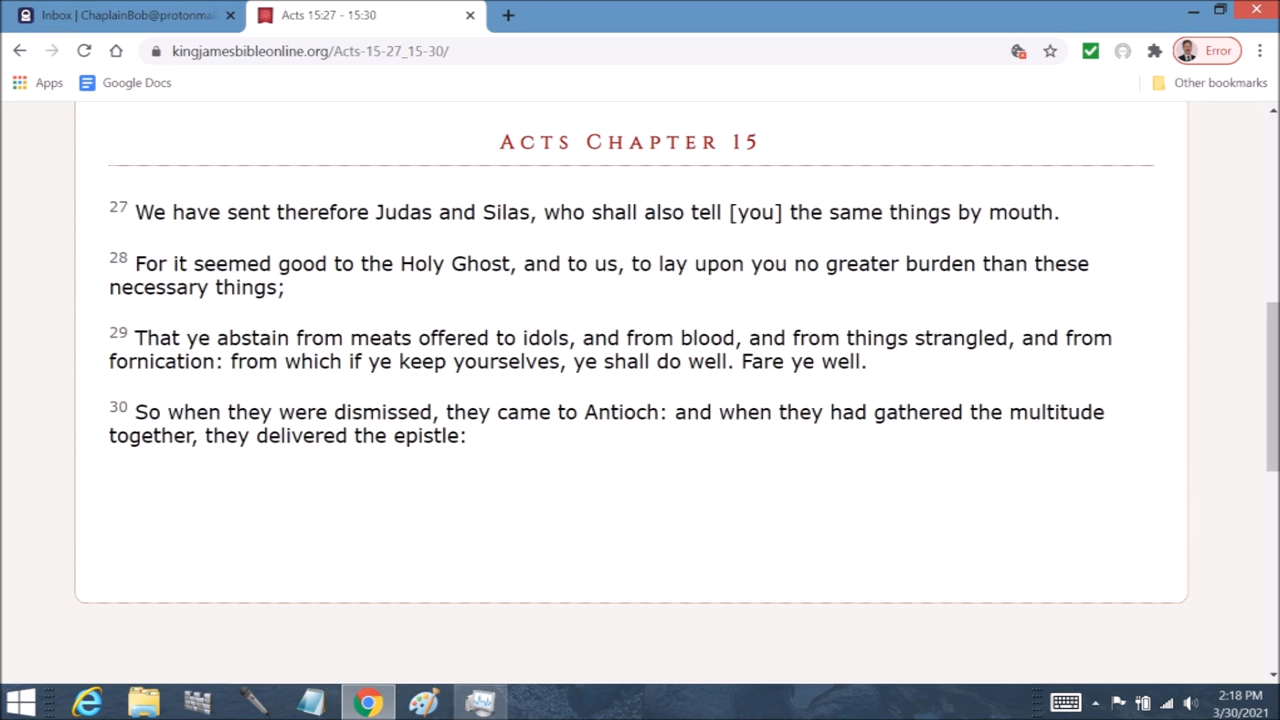 Inbox | ChaplainBob@protonmai
Acts 15:27 - 15:30
kingjamesbibleonline.org/Acts-15-27_15-30/
Error
Apps
Google Docs
Other bookmarks
ACTS CHAPTER 15
27 We have sent therefore Judas and Silas, who shall also tell [you] the same things by mouth.
28 For it seemed good to the Holy Ghost, and to us, to lay upon you no greater burden than these
necessary things;
29 That ye abstain from meats offered to idols, and from blood, and from things strangled, and from
fornication: from which if ye keep yourselves, ye shall do well. Fare ye well.
30 So when they were dismissed, they came to Antioch: and when they had gathered the multitude
together, they delivered the epistle:
2:18 PM
3/30/2021